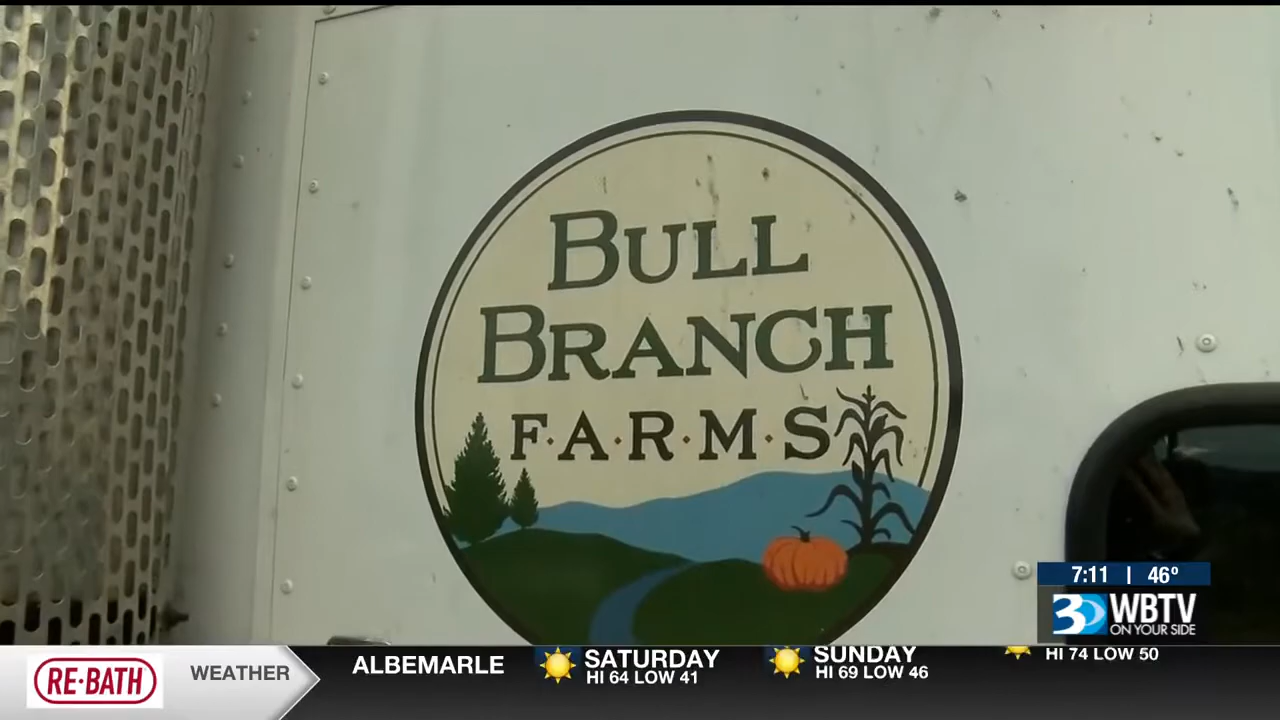 BULL
BRANCH
F·A·R·M·S
7:11 | 46º
3 WBTV
ON YOUR SIDE
RE·BATH
WEATHER
ALBEMARLE
SATURDAY
HI 64 LOW 41
SUNDAY
HI 69 LOW 46
HI 74 LOW 50